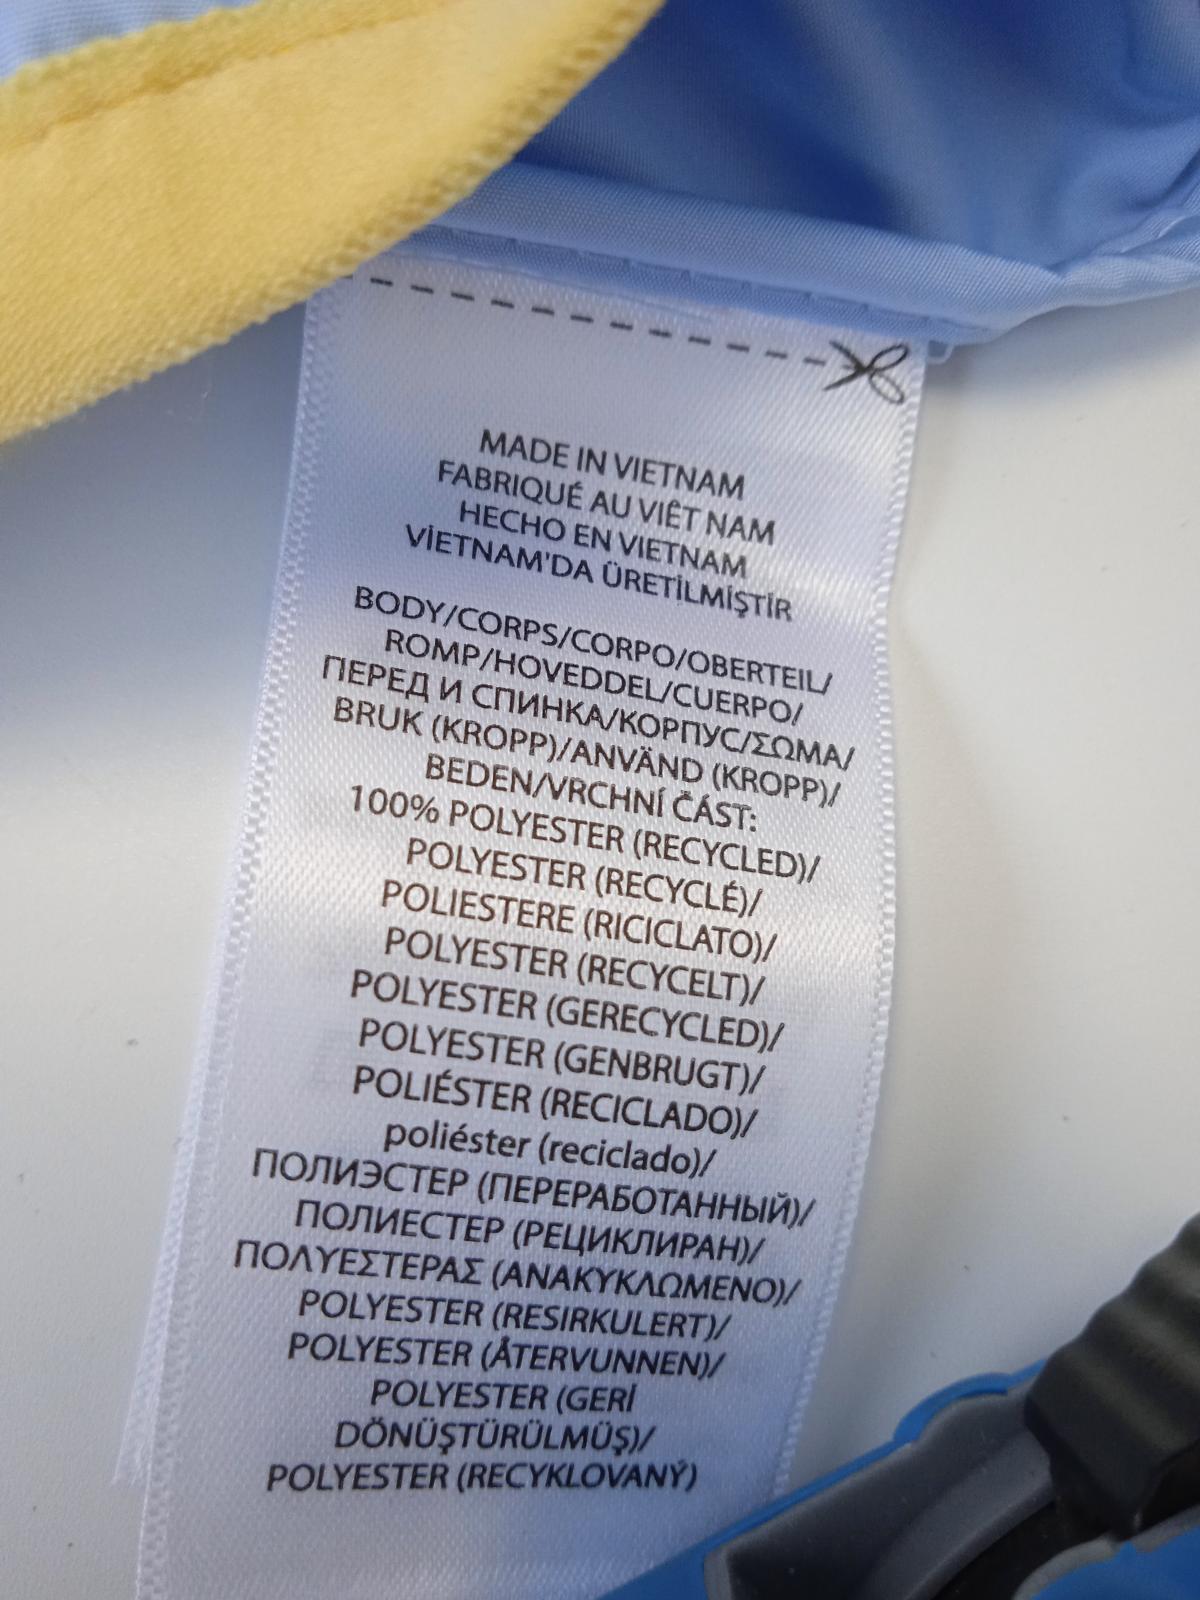 MADE IN VIETNAM
FABRIQUÉ AU VIÊT NAM
HECHO EN VIETNAM
VİETNAM'DA ÜRETİLMİŞTİR
BODY/CORPS/CORPO/OBERTEIL/
ROMP/HOVEDDEL/CUERPO/
ПЕРЕД И СПИНКА/КОРПУС/ΣΩΜΑ/
BRUK (KROPP)/ANVÄND (KROPP)/
BEDEN/VRCHNÍ ČÁST:
100% POLYESTER (RECYCLED)/
POLYESTER (RECYCLÉ)/
POLIESTERE (RICICLATO)/
POLYESTER (RECYCELT)/
POLYESTER (GERECYCLED)/
POLYESTER (GENBRUGT)/
POLIÉSTER (RECICLADO)/
poliéster (reciclado)/
ПОЛИЭСТЕР (ПЕРЕРАБОТАННЫЙ)/
ПОЛИЕСТЕР (РЕЦИКЛИРАН)/
ΠΟΛΥΕΣΤΕΡΑΣ (ΑΝΑΚΥΚΛΩΜΕΝΟ)/
POLYESTER (RESIRKULERT)/
POLYESTER (ÅTERVUNNEN)/
POLYESTER (GERİ
DÖNÜŞTÜRÜLMÜŞ)/
POLYESTER (RECYKLOVANÝ)